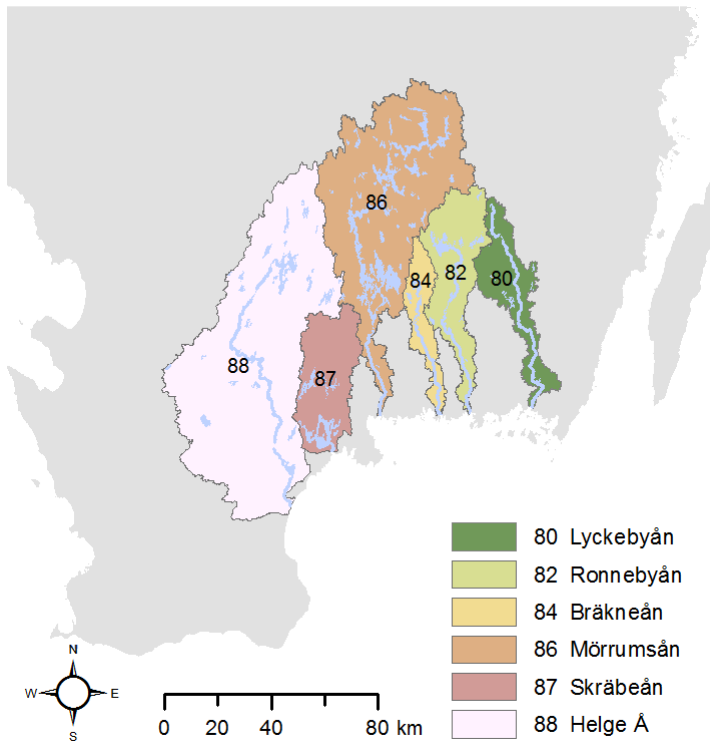 86
84
82
80
88
87
80 Lyckebyån
82 Ronnebyån
84 Bräkneån
86 Mörrumsån
87 Skräbeån
88 Helge Å
N
W E
S
0 20 40 80 km